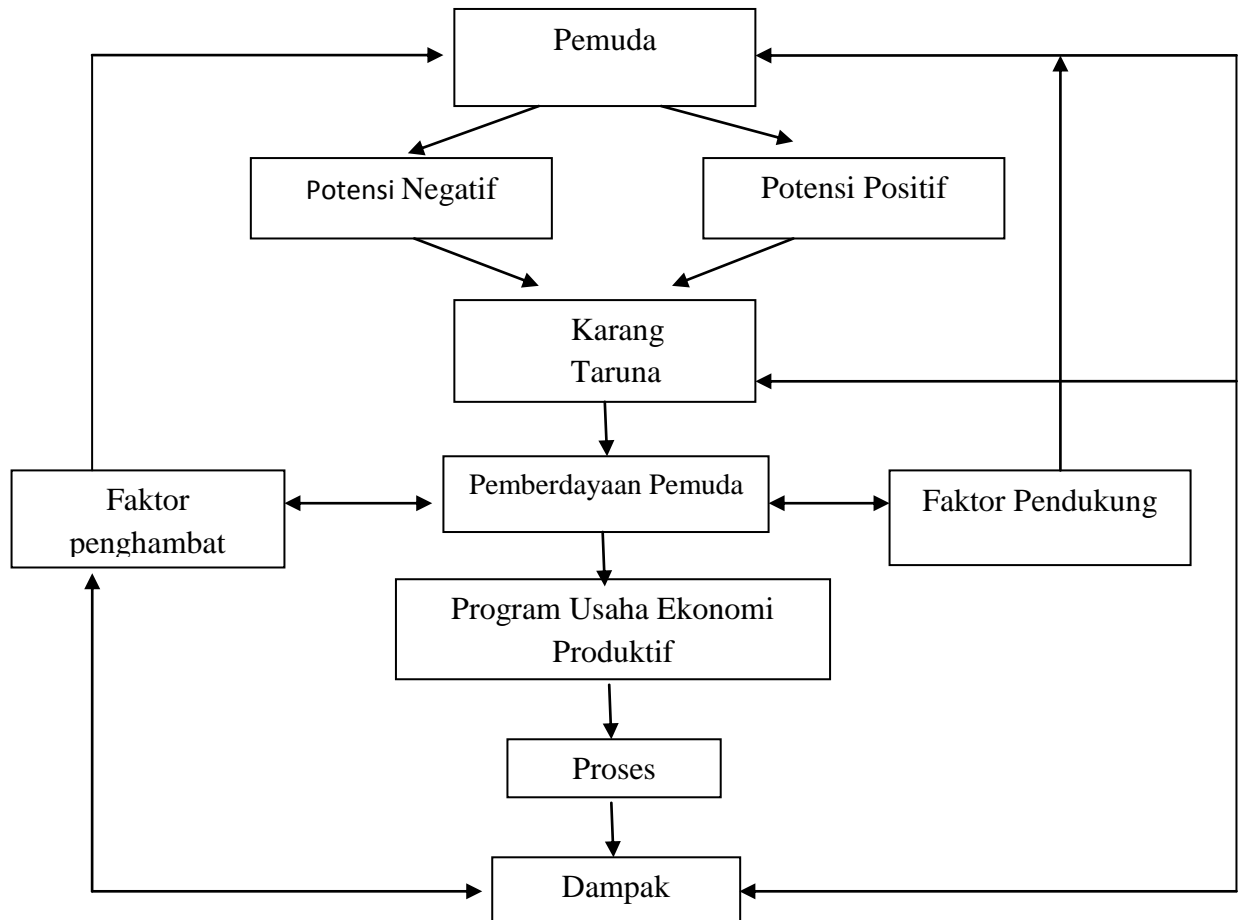 Pemuda
Potensi Negatif
Potensi Positif
Karang
Taruna
Faktor
penghambat
Pemberdayaan Pemuda
Faktor Pendukung
Program Usaha Ekonomi
Produktif
Proses
Dampak